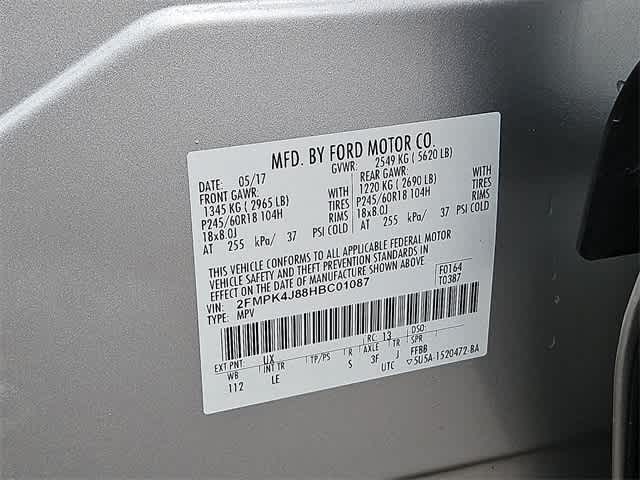 MFD. BY FORD MOTOR CO.
DATE: 05/17 GVWR: 2549 KG ( 5620 LB)
FRONT GAWR: REAR GAWR:
1345 KG ( 2965 LB) WITH 1220 KG ( 2690 LB) WITH
P245/60R18 104H TIRES P245/60R18 104H TIRES
18x8.0J RIMS 18x8.0J RIMS
AT 255 kPa/ 37 PSI COLD AT 255 kPa/ 37 PSI COLD
THIS VEHICLE CONFORMS TO ALL APPLICABLE FEDERAL MOTOR
VEHICLE SAFETY AND THEFT PREVENTION STANDARDS IN
EFFECT ON THE DATE OF MANUFACTURE SHOWN ABOVE.
VIN: 2FMPK4J88HBC01087 F0164
TYPE: MPV T0387
EXT PNT: UX RC: 13 DSO:
WB INT TR TP/PS R AXLE TR SPR
112 LE S 3F J FFBB
UTC ▽5U5A-1520472-BA